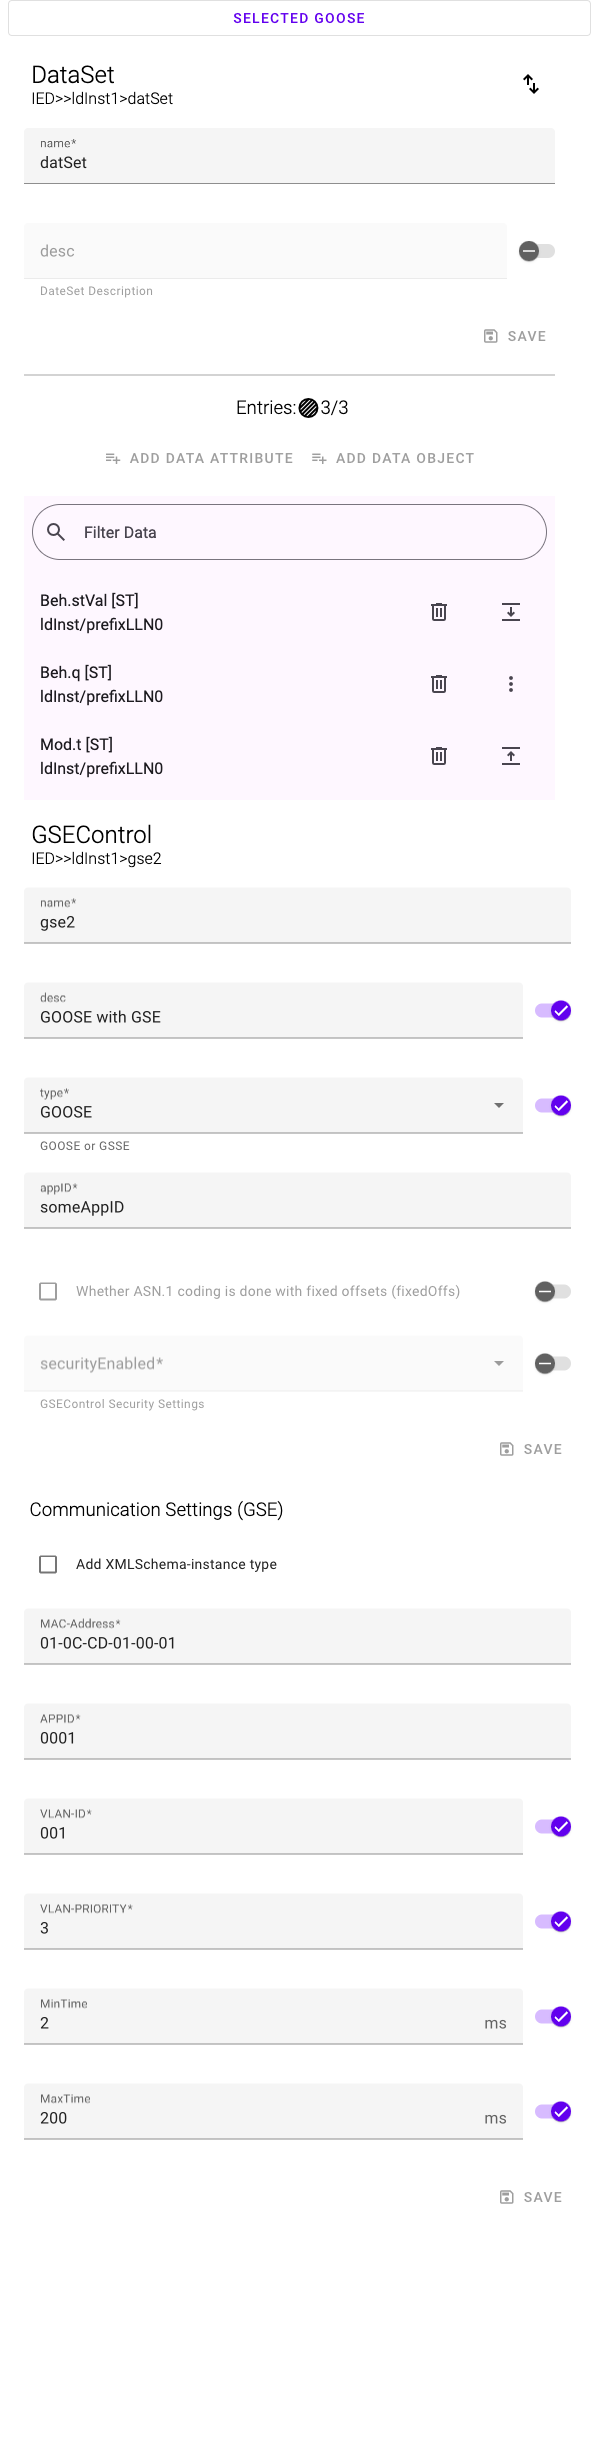 SELECTED GOOSE
DataSet
IED>>ldInst1>datSet
name*
datSet
desc
DateSet Description
SAVE
Entries: 3/3
ADD DATA ATTRIBUTE ADD DATA OBJECT
Filter Data
Beh.stVal [ST]
ldInst/prefixLLN0
Beh.q [ST]
ldInst/prefixLLN0
Mod.t [ST]
ldInst/prefixLLN0
GSEControl
IED>>ldInst1>gse2
name*
gse2
desc
GOOSE with GSE
type*
GOOSE
GOOSE or GSSE
appID*
someAppID
Whether ASN.1 coding is done with fixed offsets (fixedOffs)
securityEnabled*
GSEControl Security Settings
SAVE
Communication Settings (GSE)
Add XMLSchema-instance type
MAC-Address*
01-0C-CD-01-00-01
APPID*
0001
VLAN-ID*
001
VLAN-PRIORITY*
3
MinTime
2 ms
MaxTime
200 ms
SAVE